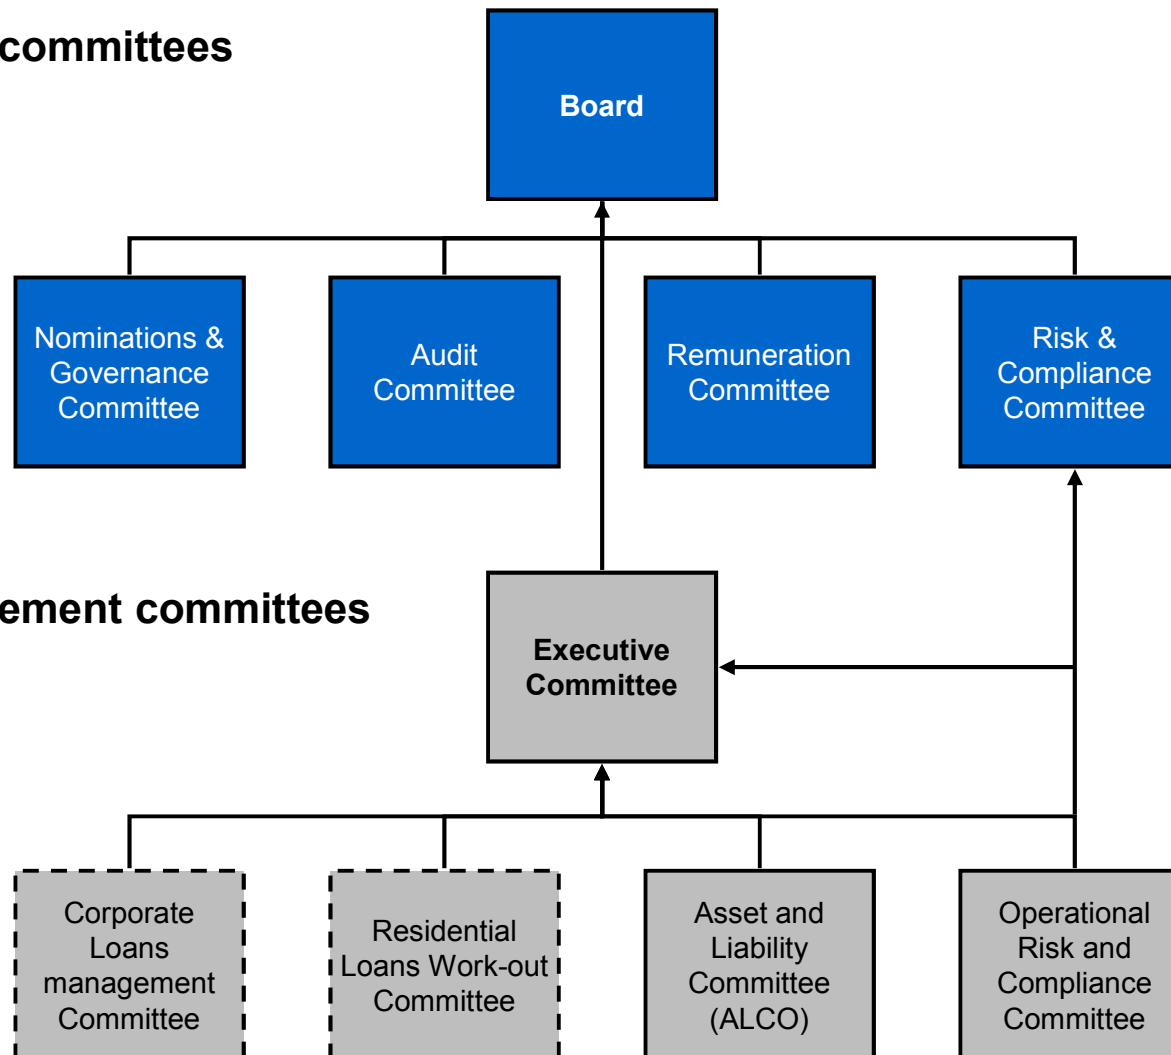 committees
Board
Nominations &
Governance
Committee
Audit
Committee
Remuneration
Committee
Risk &
Compliance
Committee
ement committees
Executive
Committee
Corporate
Loans
management
Committee
Residential
Loans Work-out
Committee
Asset and
Liability
Committee
(ALCO)
Operational
Risk and
Compliance
Committee